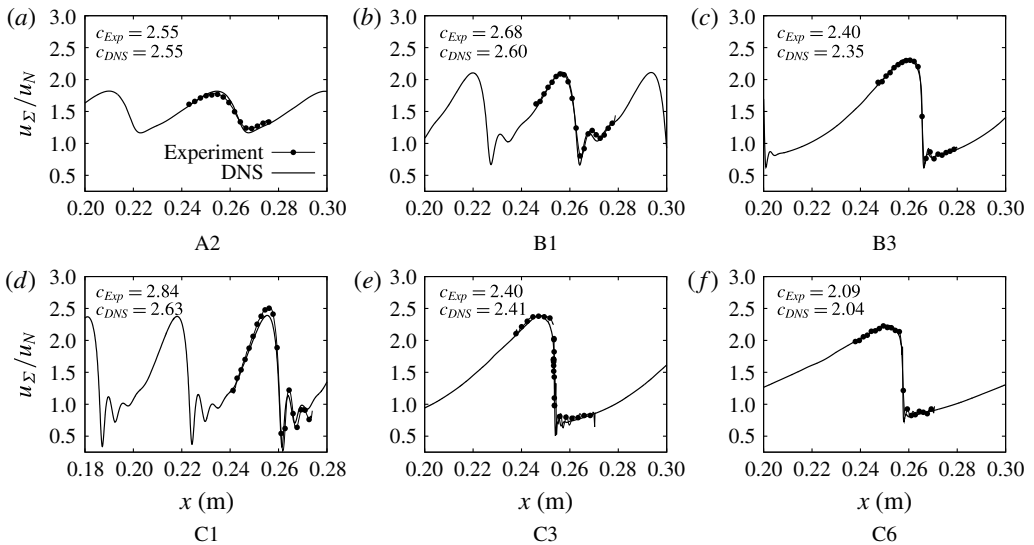 (a)
c_Exp = 2.55
c_DNS = 2.55
3.0
2.5
2.0
1.5
1.0
0.5
u_Σ/u_N
Experiment
DNS
0.20 0.22 0.24 0.26 0.28 0.30
A2
(b)
c_Exp = 2.68
c_DNS = 2.60
3.0
2.5
2.0
1.5
1.0
0.5
0.20 0.22 0.24 0.26 0.28 0.30
B1
(c)
c_Exp = 2.40
c_DNS = 2.35
3.0
2.5
2.0
1.5
1.0
0.5
0.20 0.22 0.24 0.26 0.28 0.30
B3
(d)
c_Exp = 2.84
c_DNS = 2.63
3.0
2.5
2.0
1.5
1.0
0.5
u_Σ/u_N
0.18 0.20 0.22 0.24 0.26 0.28
x (m)
C1
(e)
c_Exp = 2.40
c_DNS = 2.41
3.0
2.5
2.0
1.5
1.0
0.5
0.20 0.22 0.24 0.26 0.28 0.30
x (m)
C3
(f)
c_Exp = 2.09
c_DNS = 2.04
3.0
2.5
2.0
1.5
1.0
0.5
0.20 0.22 0.24 0.26 0.28 0.30
x (m)
C6